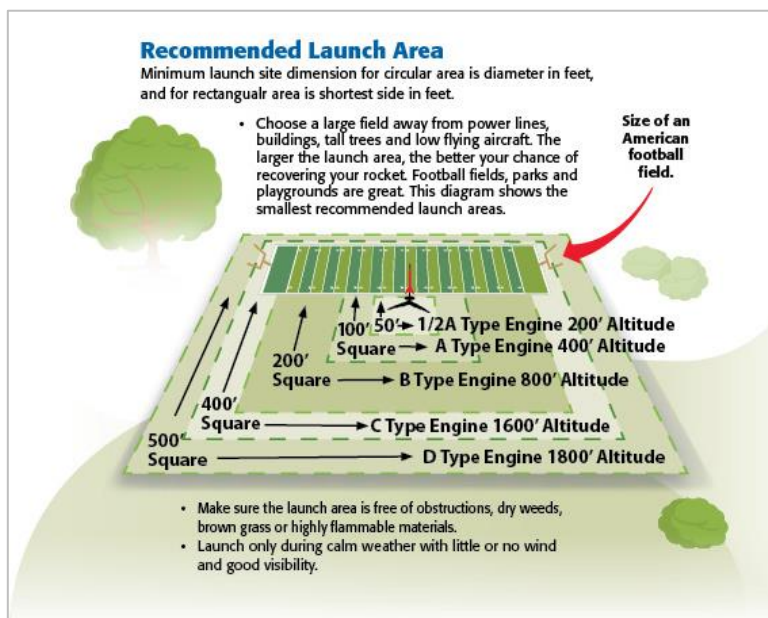 Recommended Launch Area
Minimum launch site dimension for circular area is diameter in feet,
and for rectangualr area is shortest side in feet.
• Choose a large field away from power lines,
buildings, tall trees and low flying aircraft. The
larger the launch area, the better your chance of
recovering your rocket. Football fields, parks and
playgrounds are great. This diagram shows the
smallest recommended launch areas.
Size of an
American
football
field.
50' 1/2A Type Engine 200' Altitude
100'
Square A Type Engine 400' Altitude
200'
Square B Type Engine 800' Altitude
400'
Square C Type Engine 1600' Altitude
500'
Square D Type Engine 1800' Altitude
• Make sure the launch area is free of obstructions, dry weeds,
brown grass or highly flammable materials.
• Launch only during calm weather with little or no wind
and good visibility.